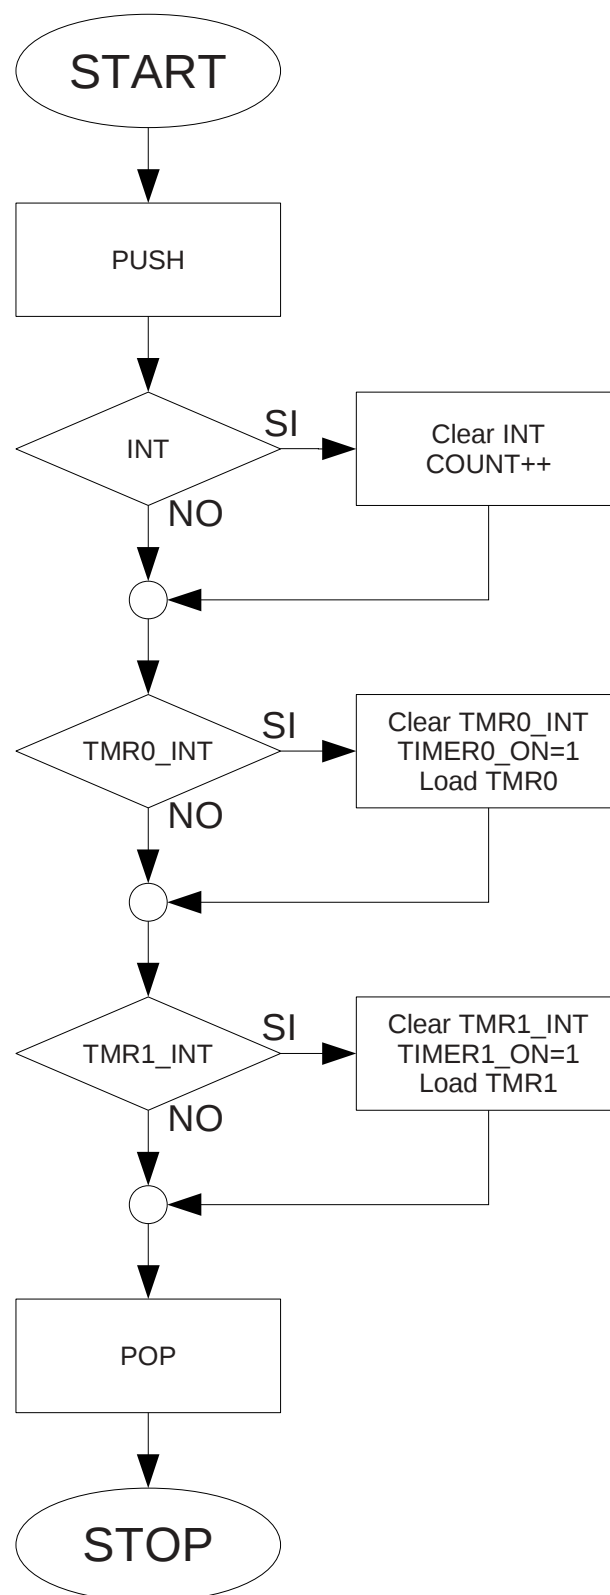 START
PUSH
INT
SI
Clear INT
COUNT++
NO
TMR0_INT
SI
Clear TMR0_INT
TIMER0_ON=1
Load TMR0
NO
TMR1_INT
SI
Clear TMR1_INT
TIMER1_ON=1
Load TMR1
NO
POP
STOP